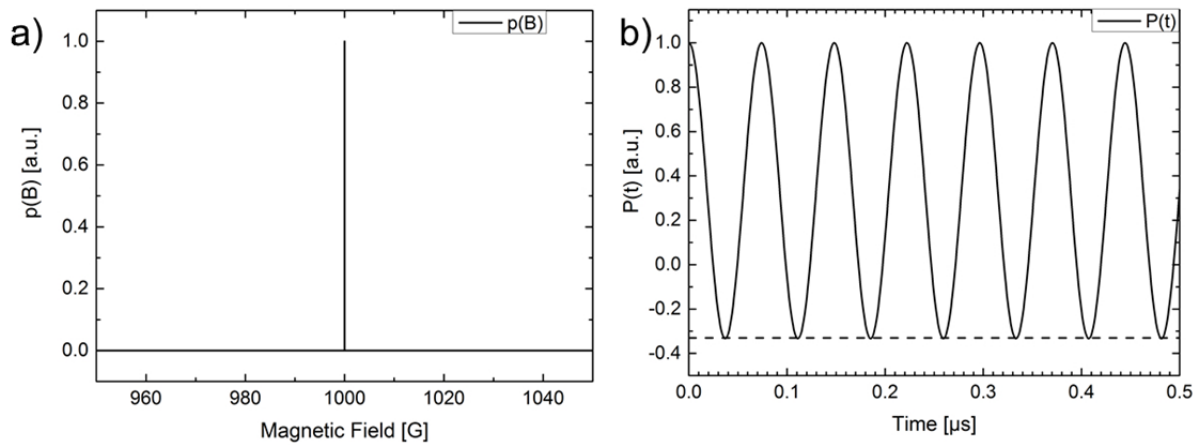 a)
p(B)
1.0
0.8
0.6
0.4
0.2
0.0
p(B) [a.u.]
960 980 1000 1020 1040
Magnetic Field [G]
b)
P(t)
1.0
0.8
0.6
0.4
0.2
0.0
-0.2
-0.4
P(t) [a.u.]
0.0 0.1 0.2 0.3 0.4 0.5
Time [µs]